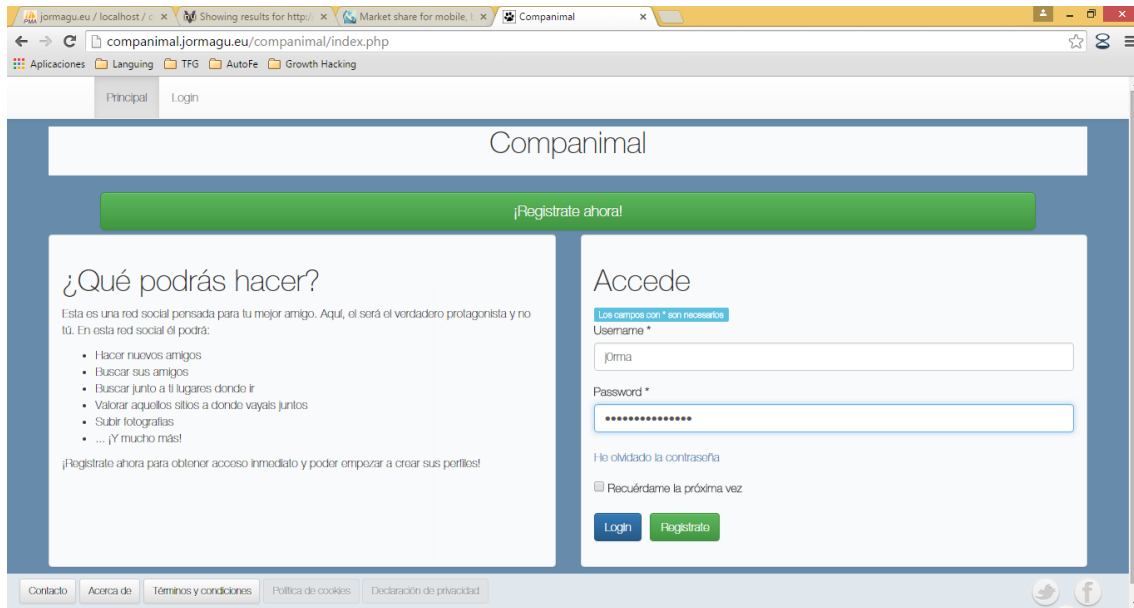 jormagu.eu / localhost / c
Showing results for http:/
Market share for mobile,
Companimal
companimal.jormagu.eu/companimal/index.php
Aplicaciones Languing TFG AutoFe Growth Hacking
Principal Login
Companimal
¡Registrate ahora!
¿Qué podrás hacer?
Esta es una red social pensada para tu mejor amigo. Aquí, el será el verdadero protagonista y no
tú. En esta red social él podrá:
• Hacer nuevos amigos
• Buscar sus amigos
• Buscar junto a ti lugares donde ir
• Valorar aquellos sitios a donde vayais juntos
• Subir fotografias
• ... ¡Y mucho más!
¡Registrate ahora para obtener acceso inmediato y poder empezar a crear sus perfiles!
Accede
Los campos con * son necesarios
Username *
j0rma
Password *
•••••••••••••••
He olvidado la contraseña
Recuérdame la próxima vez
Login Registrate
Contacto Acerca de Términos y condiciones Política de cookies Declaración de privacidad